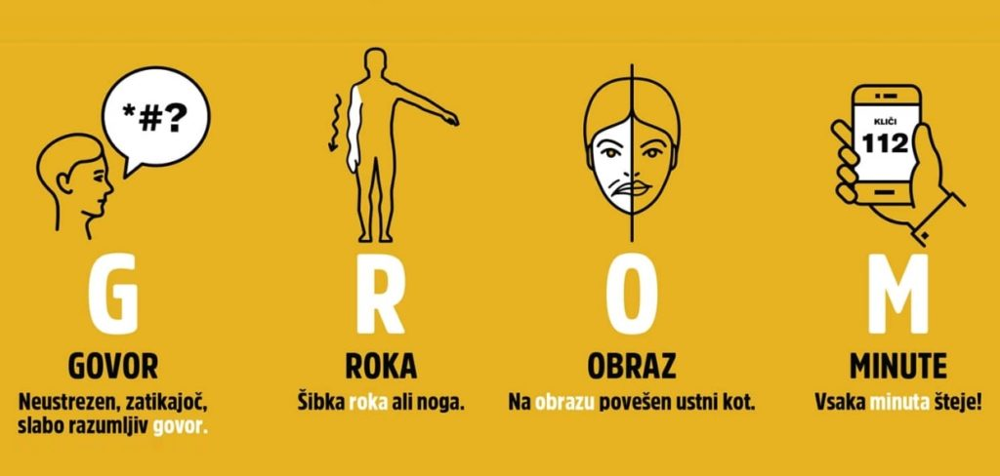 *#?
KLIČI
112
G
GOVOR
Neustrezen, zatikajoč,
slabo razumljiv govor.
R
ROKA
Šibka roka ali noga.
O
OBRAZ
Na obrazu povešen ustni kot.
M
MINUTE
Vsaka minuta šteje!